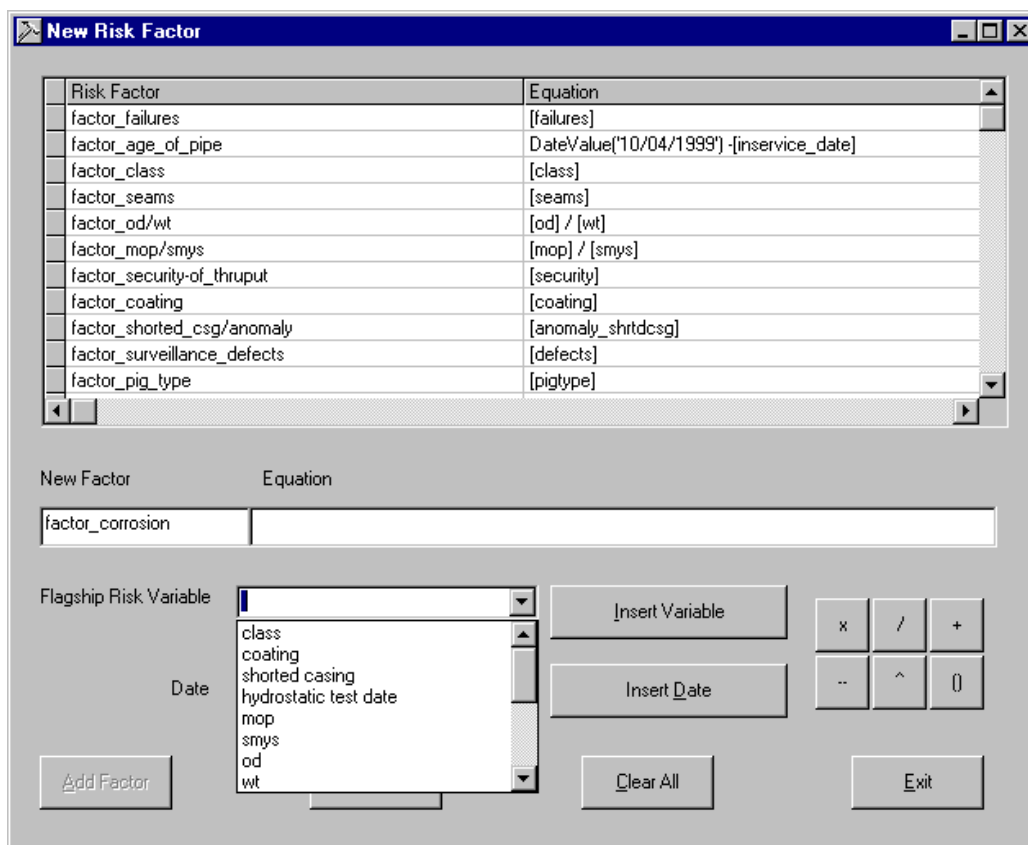 New Risk Factor
Risk Factor Equation
factor_failures [failures]
factor_age_of_pipe DateValue('10/04/1999') -[inservice_date]
factor_class [class]
factor_seams [seams]
factor_od/wt [od] / [wt]
factor_mop/smys [mop] / [smys]
factor_security-of_thruput [security]
factor_coating [coating]
factor_shorted_csg/anomaly [anomaly_shrtdcsg]
factor_surveillance_defects [defects]
factor_pig_type [pigtype]
New Factor Equation
factor_corrosion
Flagship Risk Variable Insert Variable x / +
class
coating
shorted casing
Date hydrostatic test date Insert Date -- ^ ()
mop
smys
od
wt
Add Factor Clear All Exit